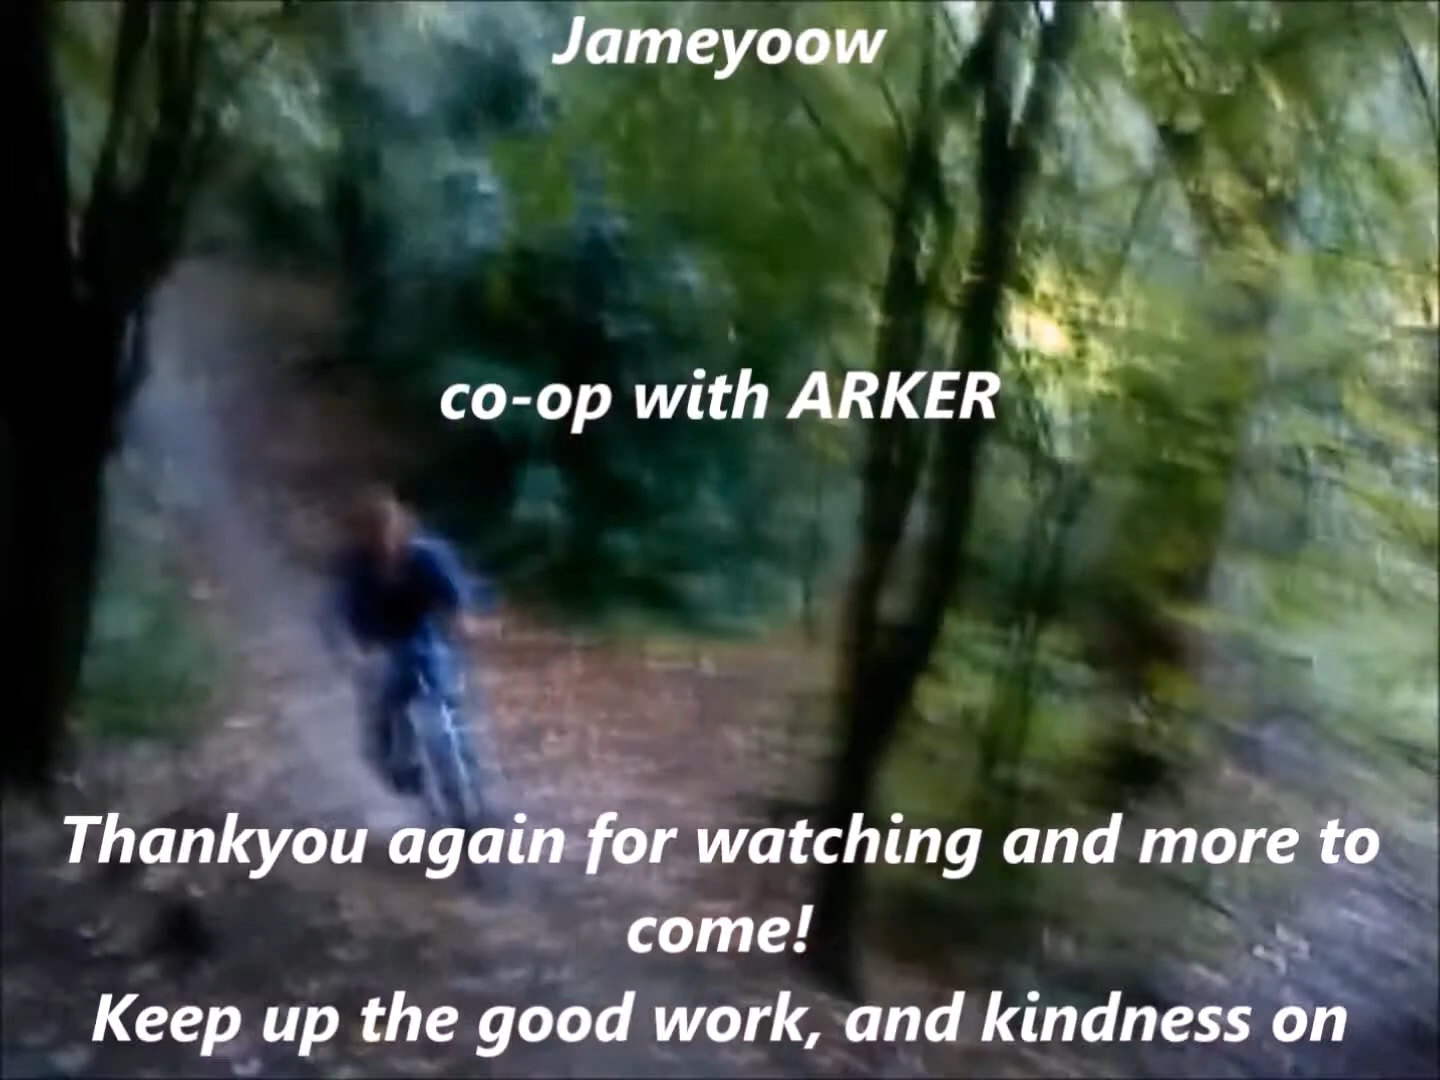 Jameyoow
co-op with ARKER
Thankyou again for watching and more to
come!
Keep up the good work, and kindness on